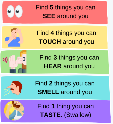 Find 5 things you can
SEE around you
Find 4 things you can
TOUCH around you
Find 3 things you can
HEAR around you
Find 2 things you can
SMELL around you
Find 1 thing you can
TASTE. (Swallow)